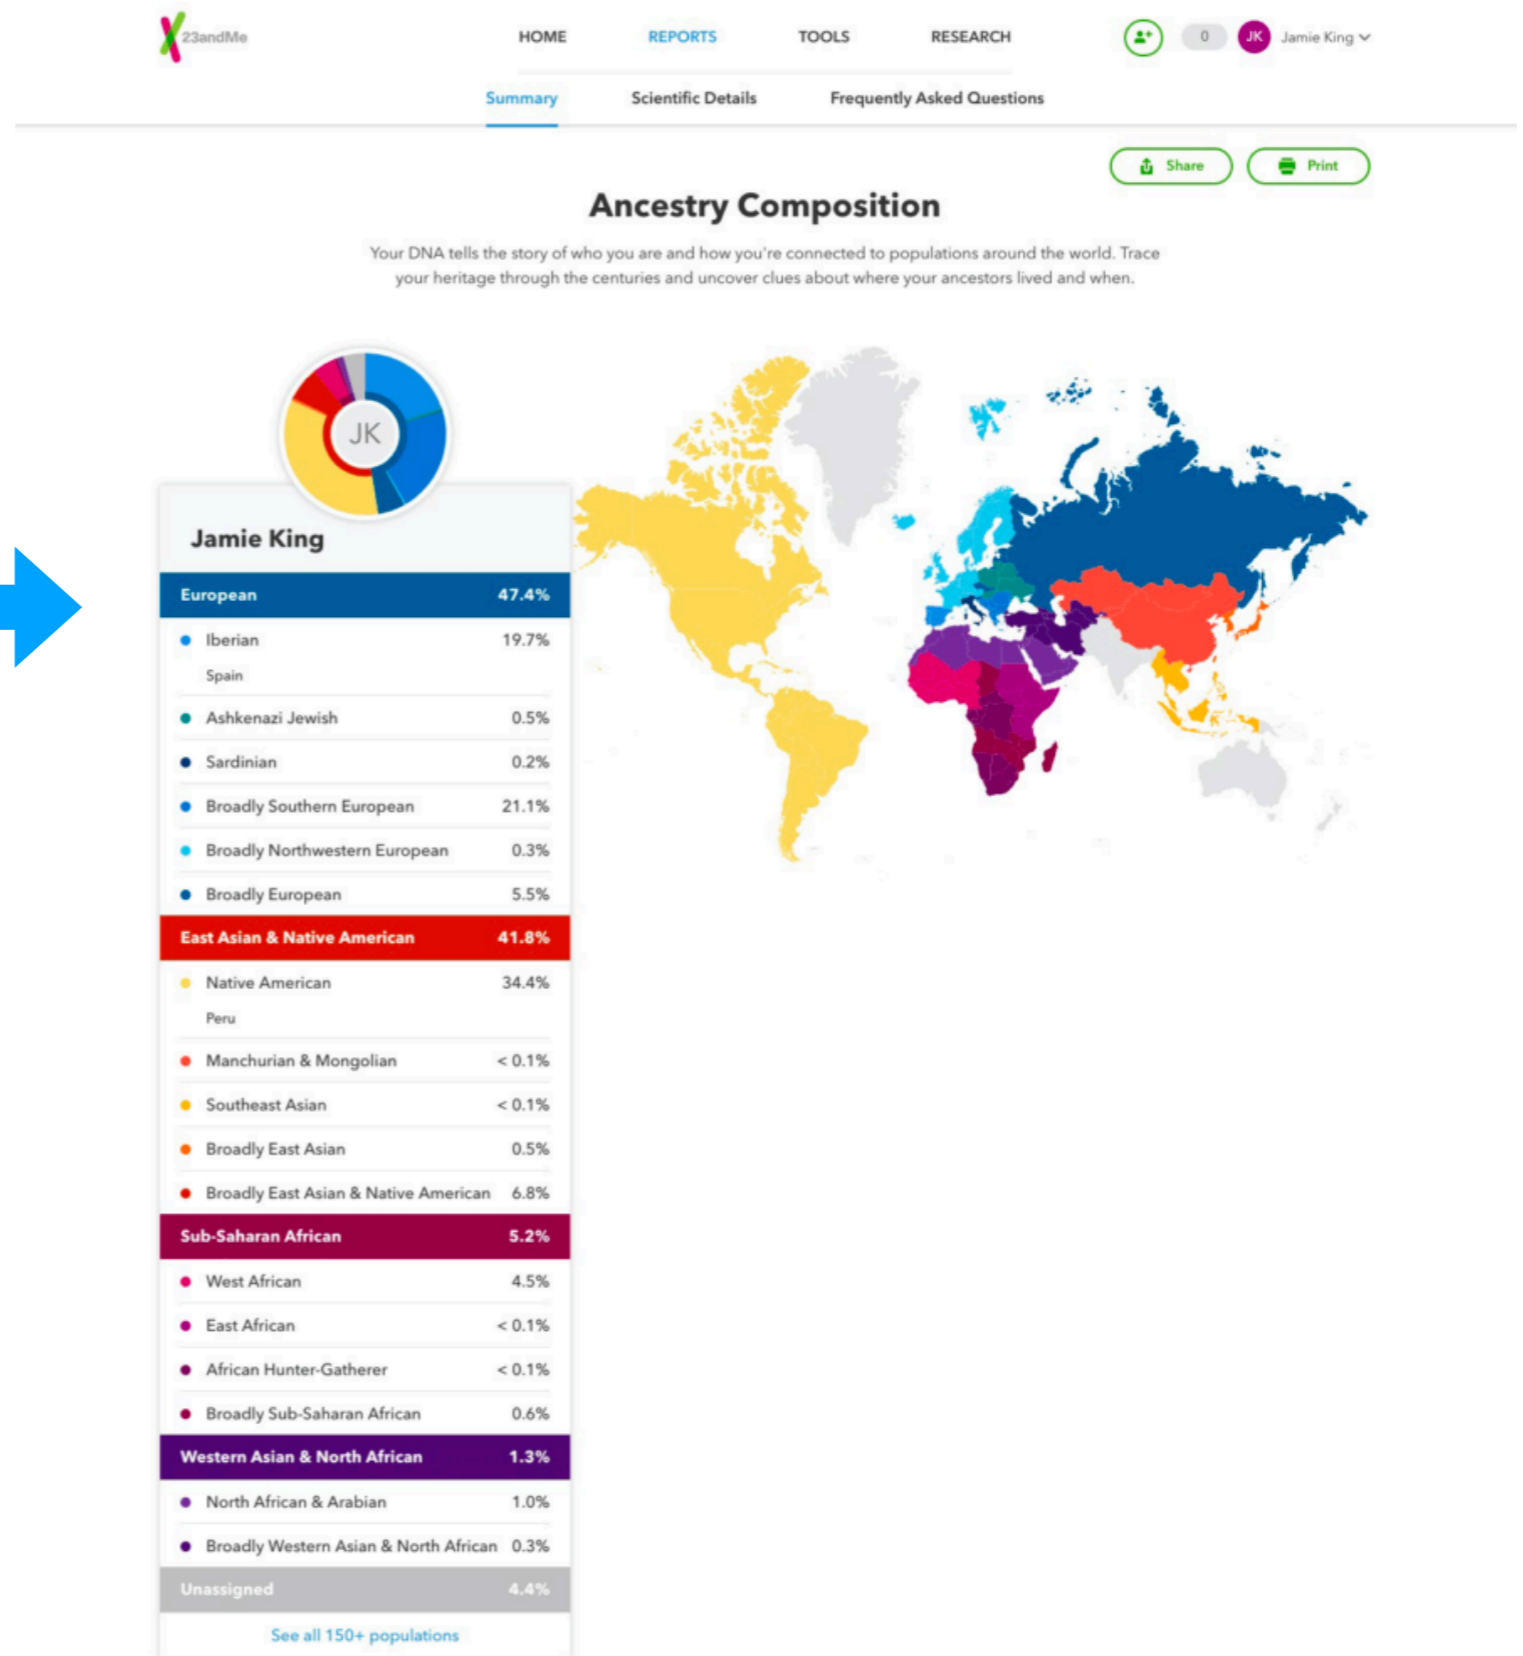 23andMe
HOME REPORTS TOOLS RESEARCH
0 JK Jamie King
Summary Scientific Details Frequently Asked Questions
Share Print
Ancestry Composition
Your DNA tells the story of who you are and how you're connected to populations around the world. Trace
your heritage through the centuries and uncover clues about where your ancestors lived and when.
JK
Jamie King
European 47.4%
Iberian 19.7%
Spain
Ashkenazi Jewish 0.5%
Sardinian 0.2%
Broadly Southern European 21.1%
Broadly Northwestern European 0.3%
Broadly European 5.5%
East Asian & Native American 41.8%
Native American 34.4%
Peru
Manchurian & Mongolian < 0.1%
Southeast Asian < 0.1%
Broadly East Asian 0.5%
Broadly East Asian & Native American 6.8%
Sub-Saharan African 5.2%
West African 4.5%
East African < 0.1%
African Hunter-Gatherer < 0.1%
Broadly Sub-Saharan African 0.6%
Western Asian & North African 1.3%
North African & Arabian 1.0%
Broadly Western Asian & North African 0.3%
Unassigned 4.4%
See all 150+ populations